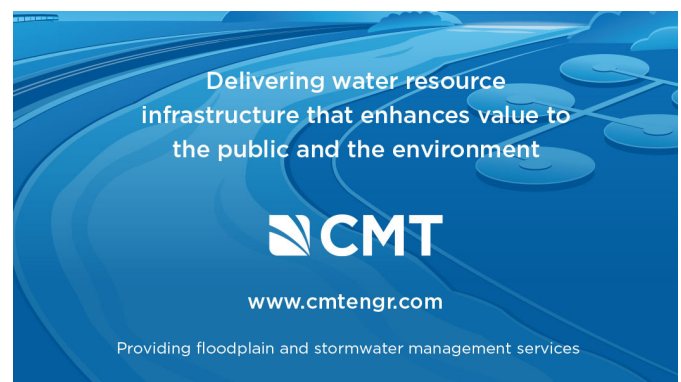 Delivering water resource
infrastructure that enhances value to
the public and the environment
CMT
www.cmtengr.com
Providing floodplain and stormwater management services